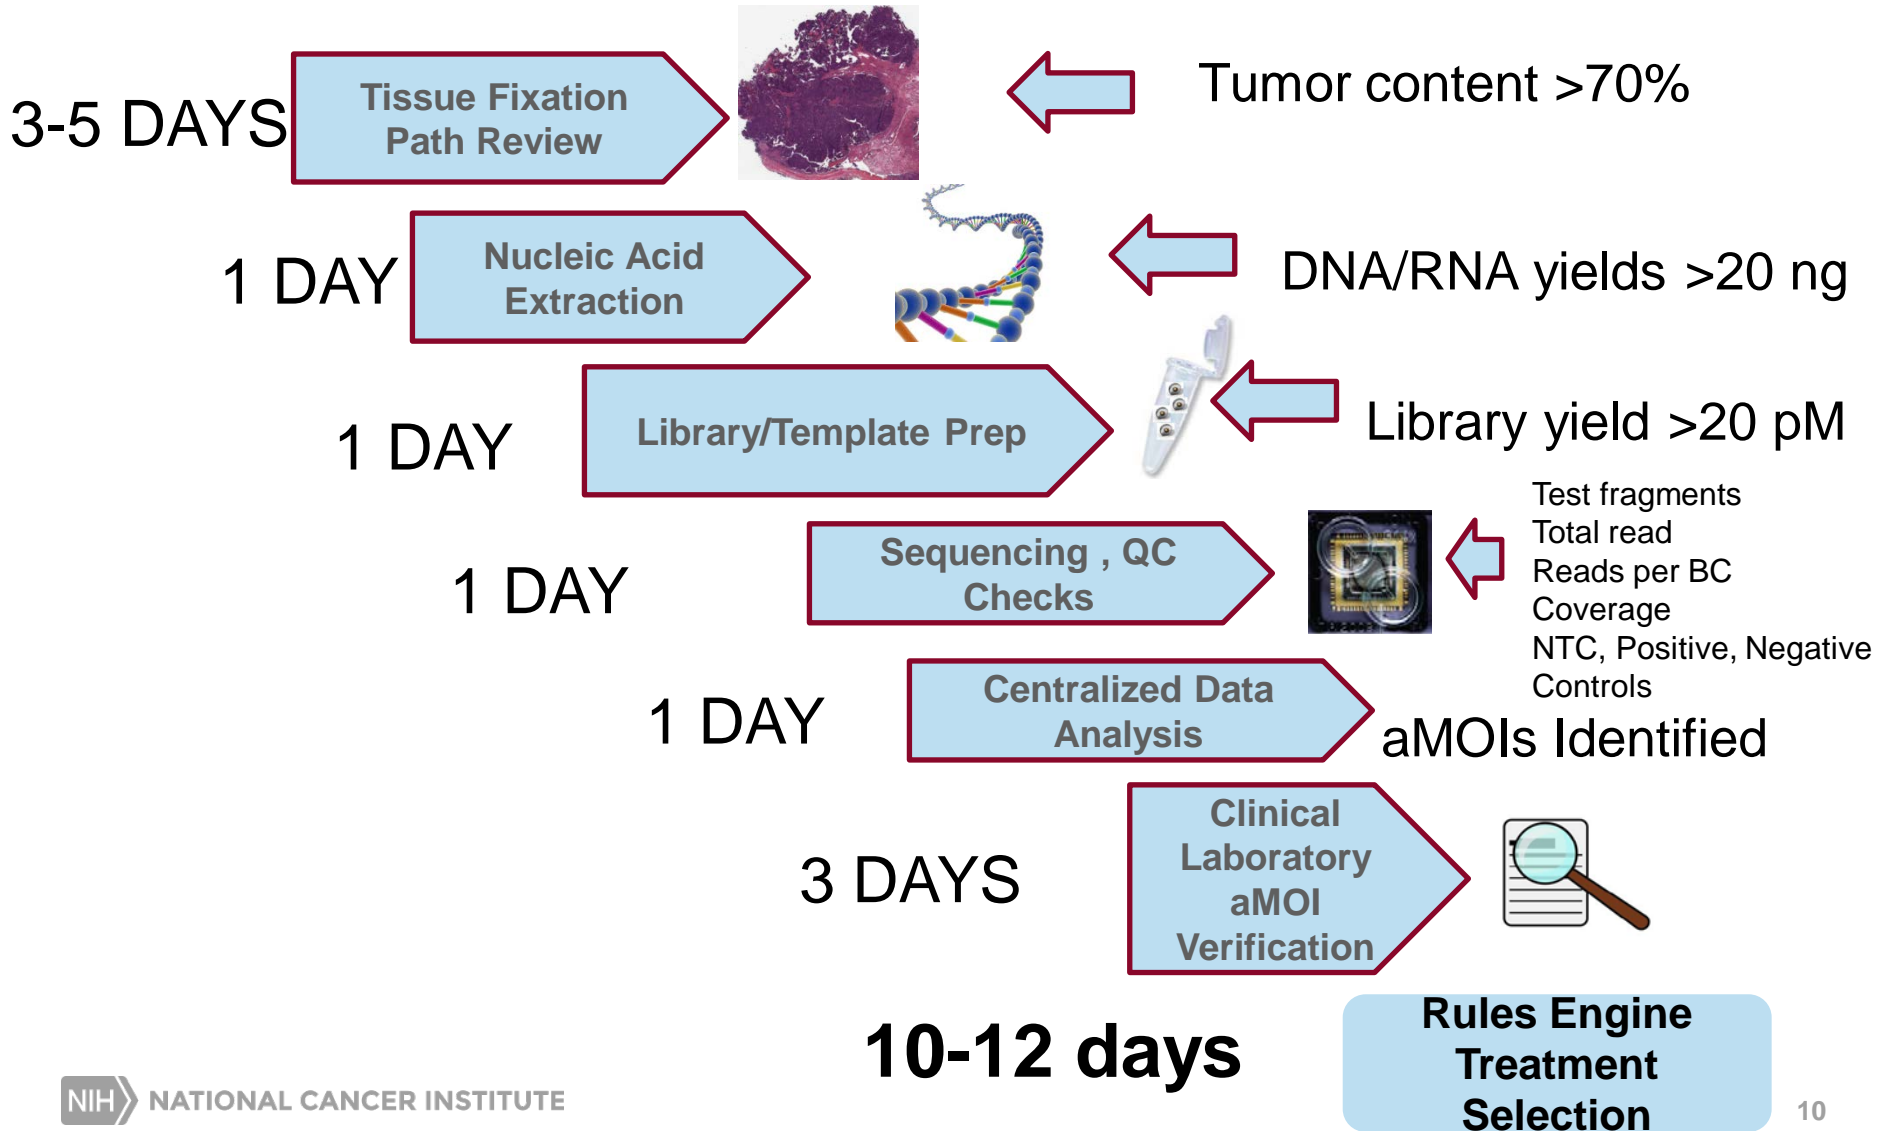 3-5 DAYS
Tissue Fixation
Path Review
Tumor content >70%
1 DAY
Nucleic Acid
Extraction
DNA/RNA yields >20 ng
1 DAY
Library/Template Prep
Library yield >20 pM
1 DAY
Sequencing , QC
Checks
Test fragments
Total read
Reads per BC
Coverage
NTC, Positive, Negative
Controls
1 DAY
Centralized Data
Analysis
aMOIs Identified
3 DAYS
Clinical
Laboratory
aMOI
Verification
10-12 days
Rules Engine
Treatment
Selection
NIH NATIONAL CANCER INSTITUTE
10